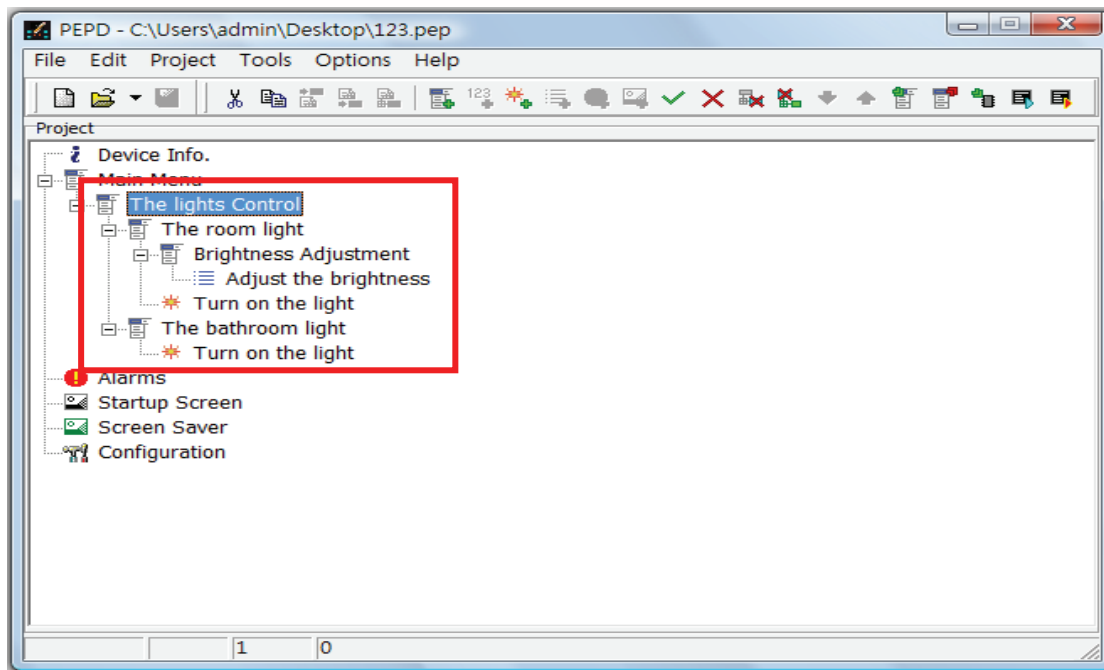 PEPD - C:\Users\admin\Desktop\123.pep
File Edit Project Tools Options Help
123
Project
Device Info.
Main Menu
The lights Control
The room light
Brightness Adjustment
Adjust the brightness
Turn on the light
The bathroom light
Turn on the light
Alarms
Startup Screen
Screen Saver
Configuration
1 0